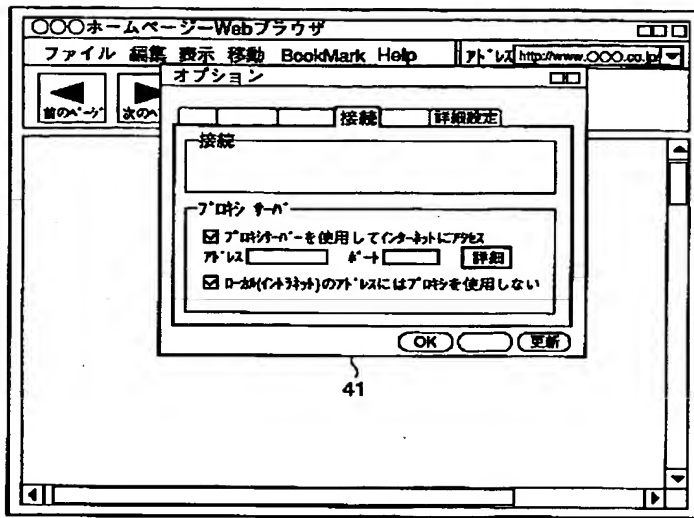 〇〇〇ホームページーWebブラウザ
ファイル 編集 表示 移動 BookMark Help ｱﾄﾞﾚｽ http://www.〇〇〇.co.jp/
オプション
前のﾍﾟｰｼﾞ 次のﾍ
接続 詳細設定
接続
ﾌﾟﾛｷｼ ｻｰﾊﾞｰ
ﾌﾟﾛｷｼｻｰﾊﾞｰを使用してｲﾝﾀｰﾈｯﾄにｱｸｾｽ
ｱﾄﾞﾚｽ ﾎﾟｰﾄ 詳細
ﾛｰｶﾙ(ｲﾝﾄﾗﾈｯﾄ)のｱﾄﾞﾚｽにはﾌﾟﾛｷｼを使用しない
OK 更新
41